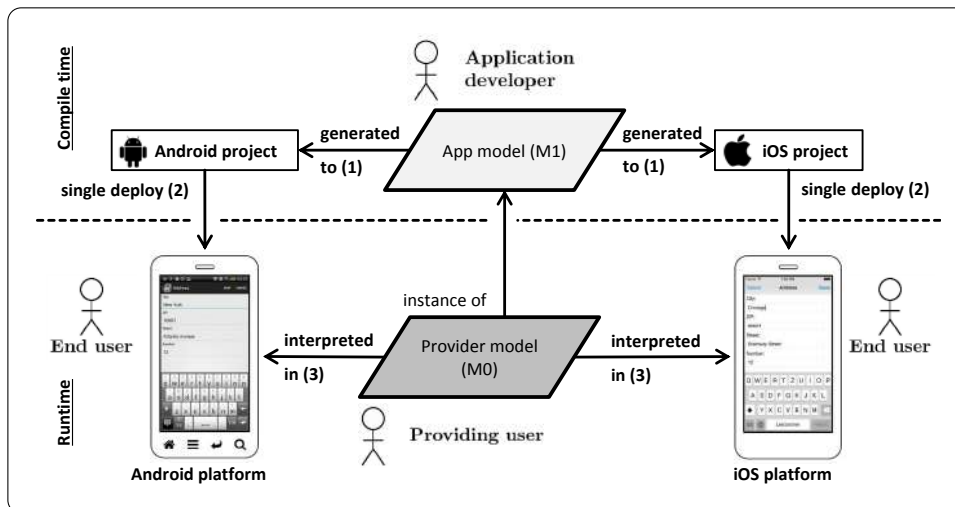 Compile time
Application
developer
Android project
generated
to (1)
App model (M1)
generated
to (1)
iOS project
single deploy (2)
single deploy (2)
instance of
End user
interpreted
in (3)
Provider model
(M0)
interpreted
in (3)
End user
Runtime
Providing user
Android platform
iOS platform